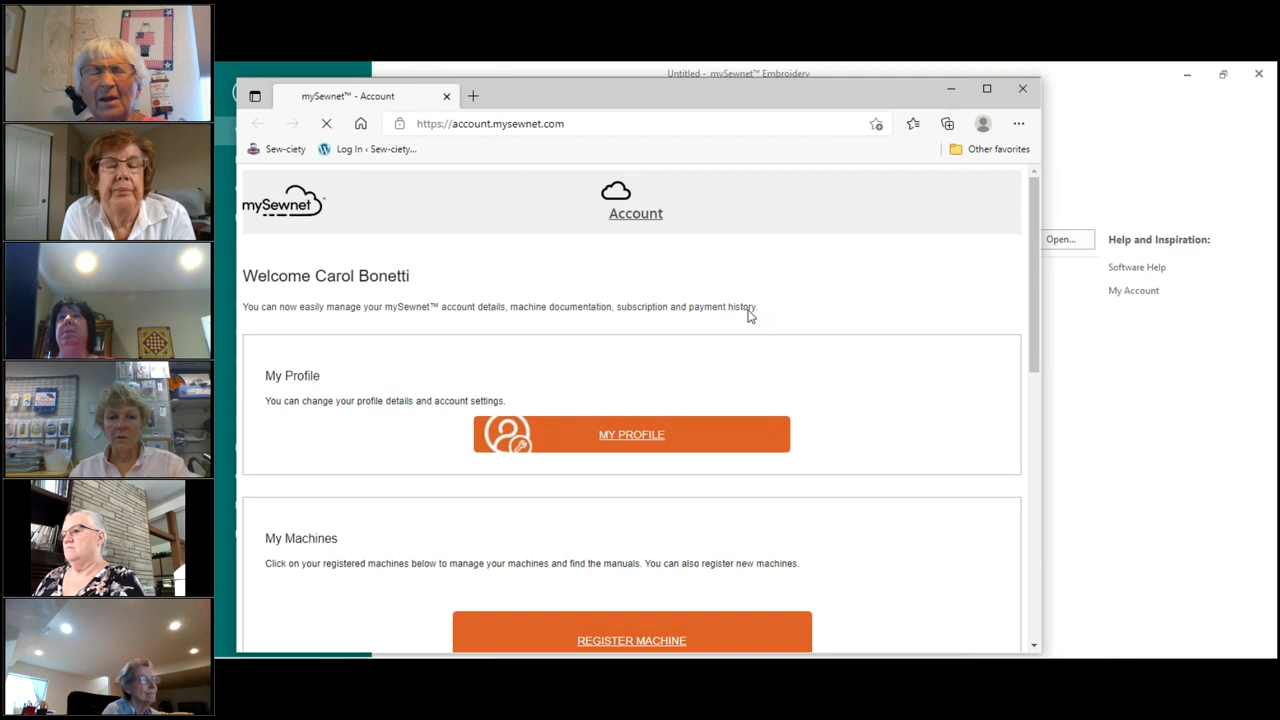 Untitled - mySewnet™ Embroidery
mySewnet™ - Account
https://account.mysewnet.com
Sew-ciety
Log In ‹ Sew-ciety...
Other favorites
mySewnet™
Account
Open...
Help and Inspiration:
Software Help
My Account
Welcome Carol Bonetti
You can now easily manage your mySewnet™ account details, machine documentation, subscription and payment history.
My Profile
You can change your profile details and account settings.
MY PROFILE
My Machines
Click on your registered machines below to manage your machines and find the manuals. You can also register new machines.
REGISTER MACHINE